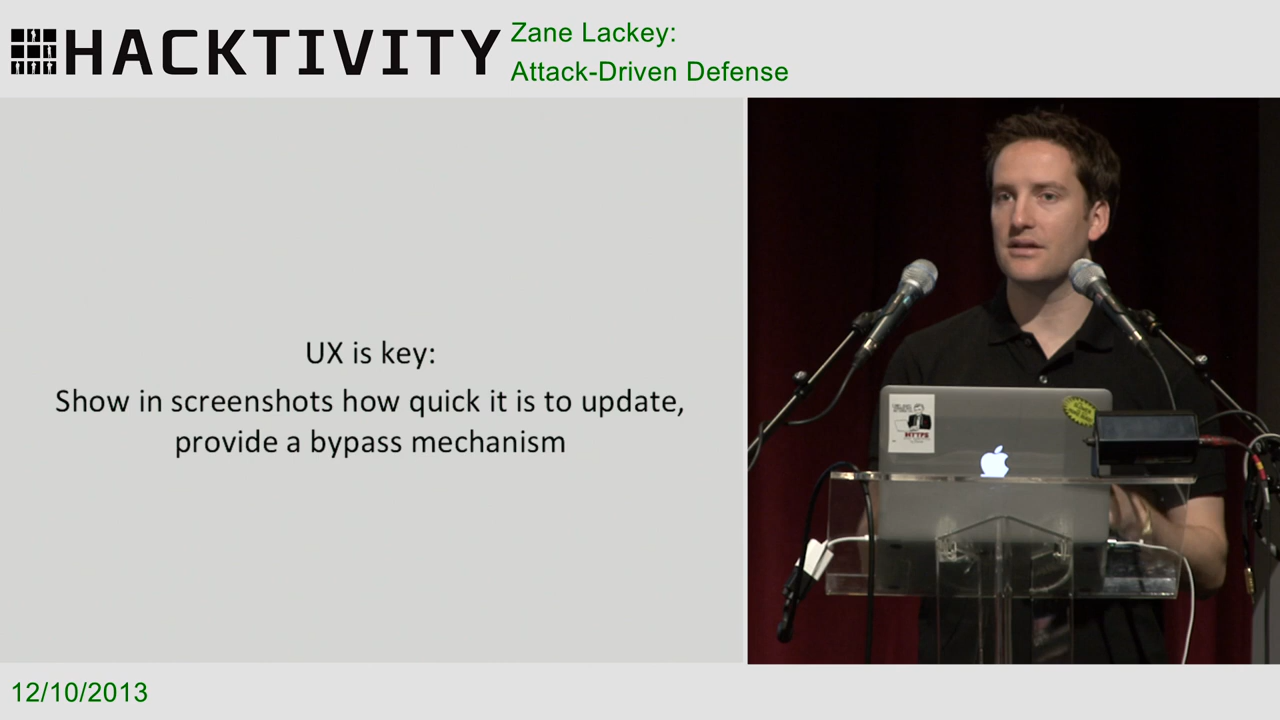 HACKTIVITY
Zane Lackey:
Attack-Driven Defense
UX is key:
Show in screenshots how quick it is to update,
provide a bypass mechanism
HTTPS
12/10/2013